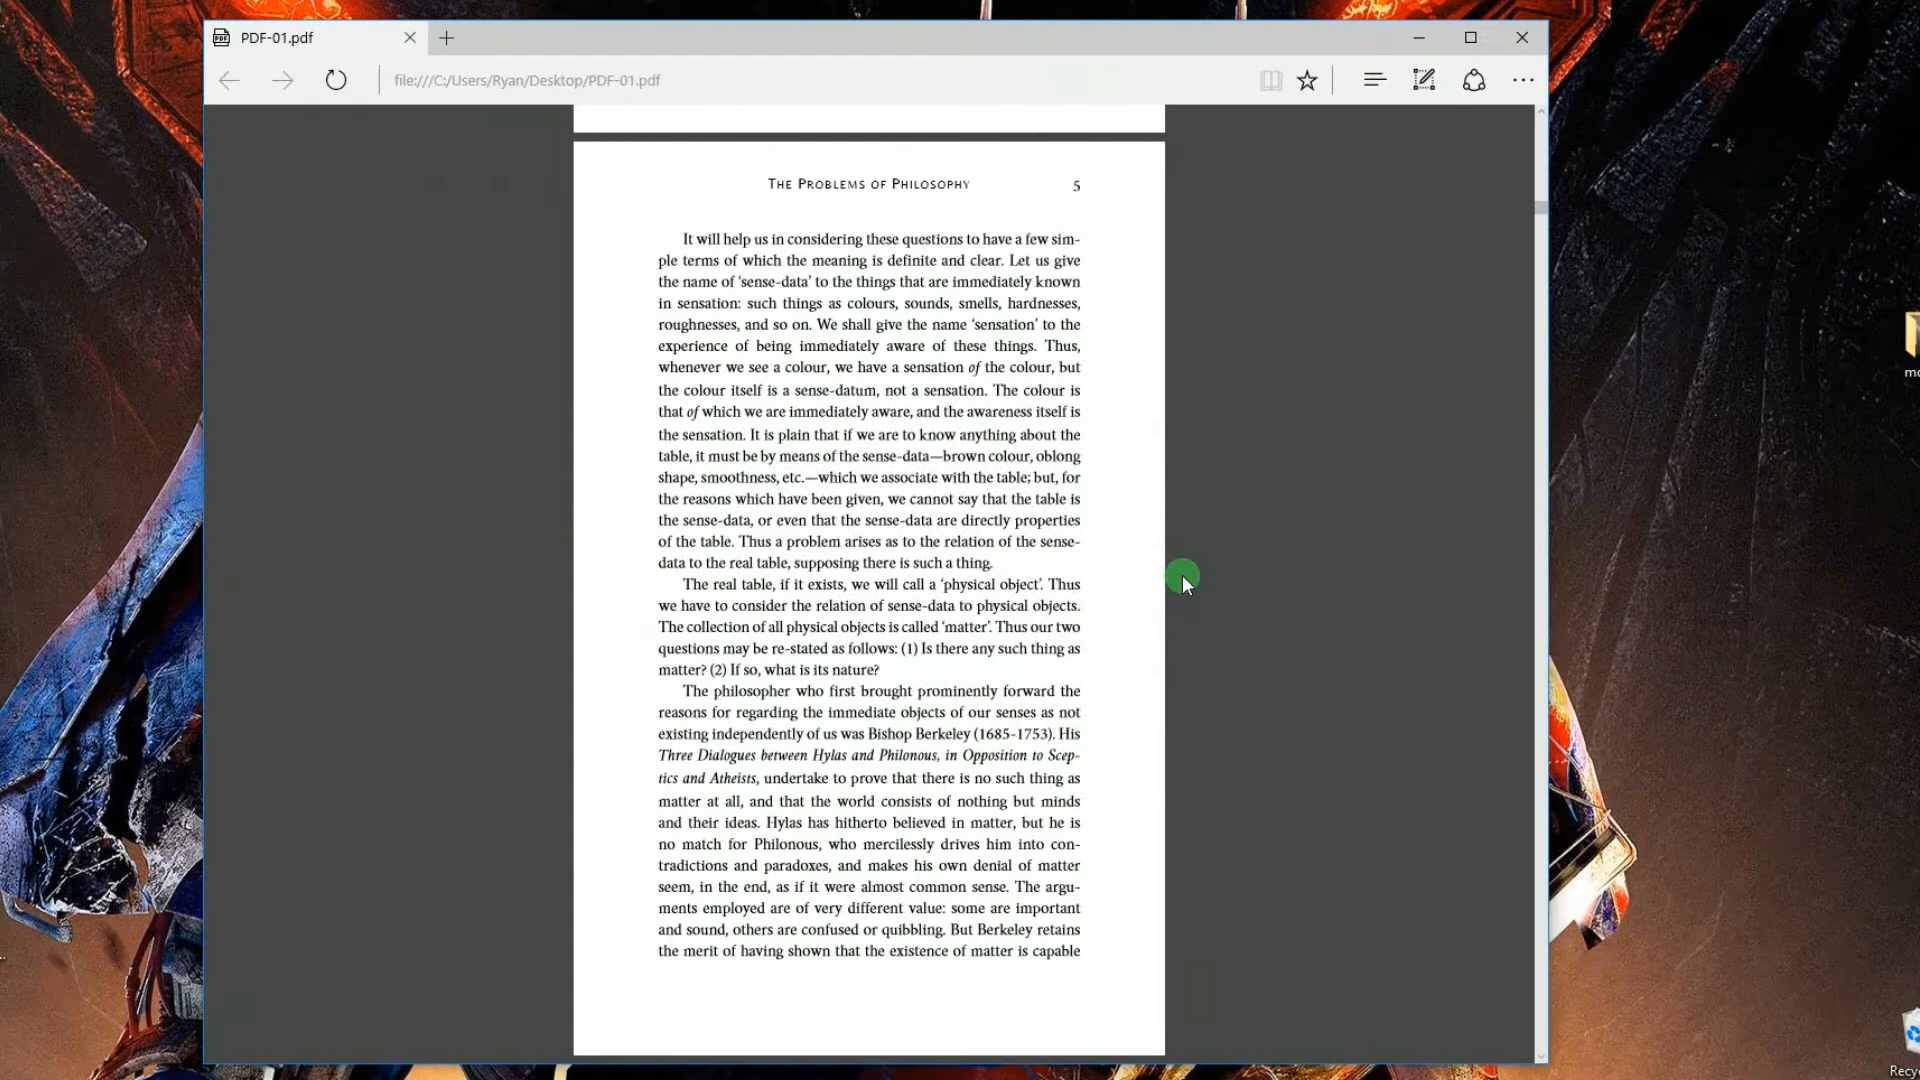 PDF-01.pdf
file:///C:/Users/Ryan/Desktop/PDF-01.pdf
THE PROBLEMS OF PHILOSOPHY 5
It will help us in considering these questions to have a few sim-
ple terms of which the meaning is definite and clear. Let us give
the name of ‘sense-data’ to the things that are immediately known
in sensation: such things as colours, sounds, smells, hardnesses,
roughnesses, and so on. We shall give the name ‘sensation’ to the
experience of being immediately aware of these things. Thus,
whenever we see a colour, we have a sensation of the colour, but
the colour itself is a sense-datum, not a sensation. The colour is
that of which we are immediately aware, and the awareness itself is
the sensation. It is plain that if we are to know anything about the
table, it must be by means of the sense-data—brown colour, oblong
shape, smoothness, etc.—which we associate with the table; but, for
the reasons which have been given, we cannot say that the table is
the sense-data, or even that the sense-data are directly properties
of the table. Thus a problem arises as to the relation of the sense-
data to the real table, supposing there is such a thing.
The real table, if it exists, we will call a ‘physical object’. Thus
we have to consider the relation of sense-data to physical objects.
The collection of all physical objects is called ‘matter’. Thus our two
questions may be re-stated as follows: (1) Is there any such thing as
matter? (2) If so, what is its nature?
The philosopher who first brought prominently forward the
reasons for regarding the immediate objects of our senses as not
existing independently of us was Bishop Berkeley (1685-1753). His
Three Dialogues between Hylas and Philonous, in Opposition to Scep-
tics and Atheists, undertake to prove that there is no such thing as
matter at all, and that the world consists of nothing but minds
and their ideas. Hylas has hitherto believed in matter, but he is
no match for Philonous, who mercilessly drives him into con-
tradictions and paradoxes, and makes his own denial of matter
seem, in the end, as if it were almost common sense. The argu-
ments employed are of very different value: some are important
and sound, others are confused or quibbling. But Berkeley retains
the merit of having shown that the existence of matter is capable